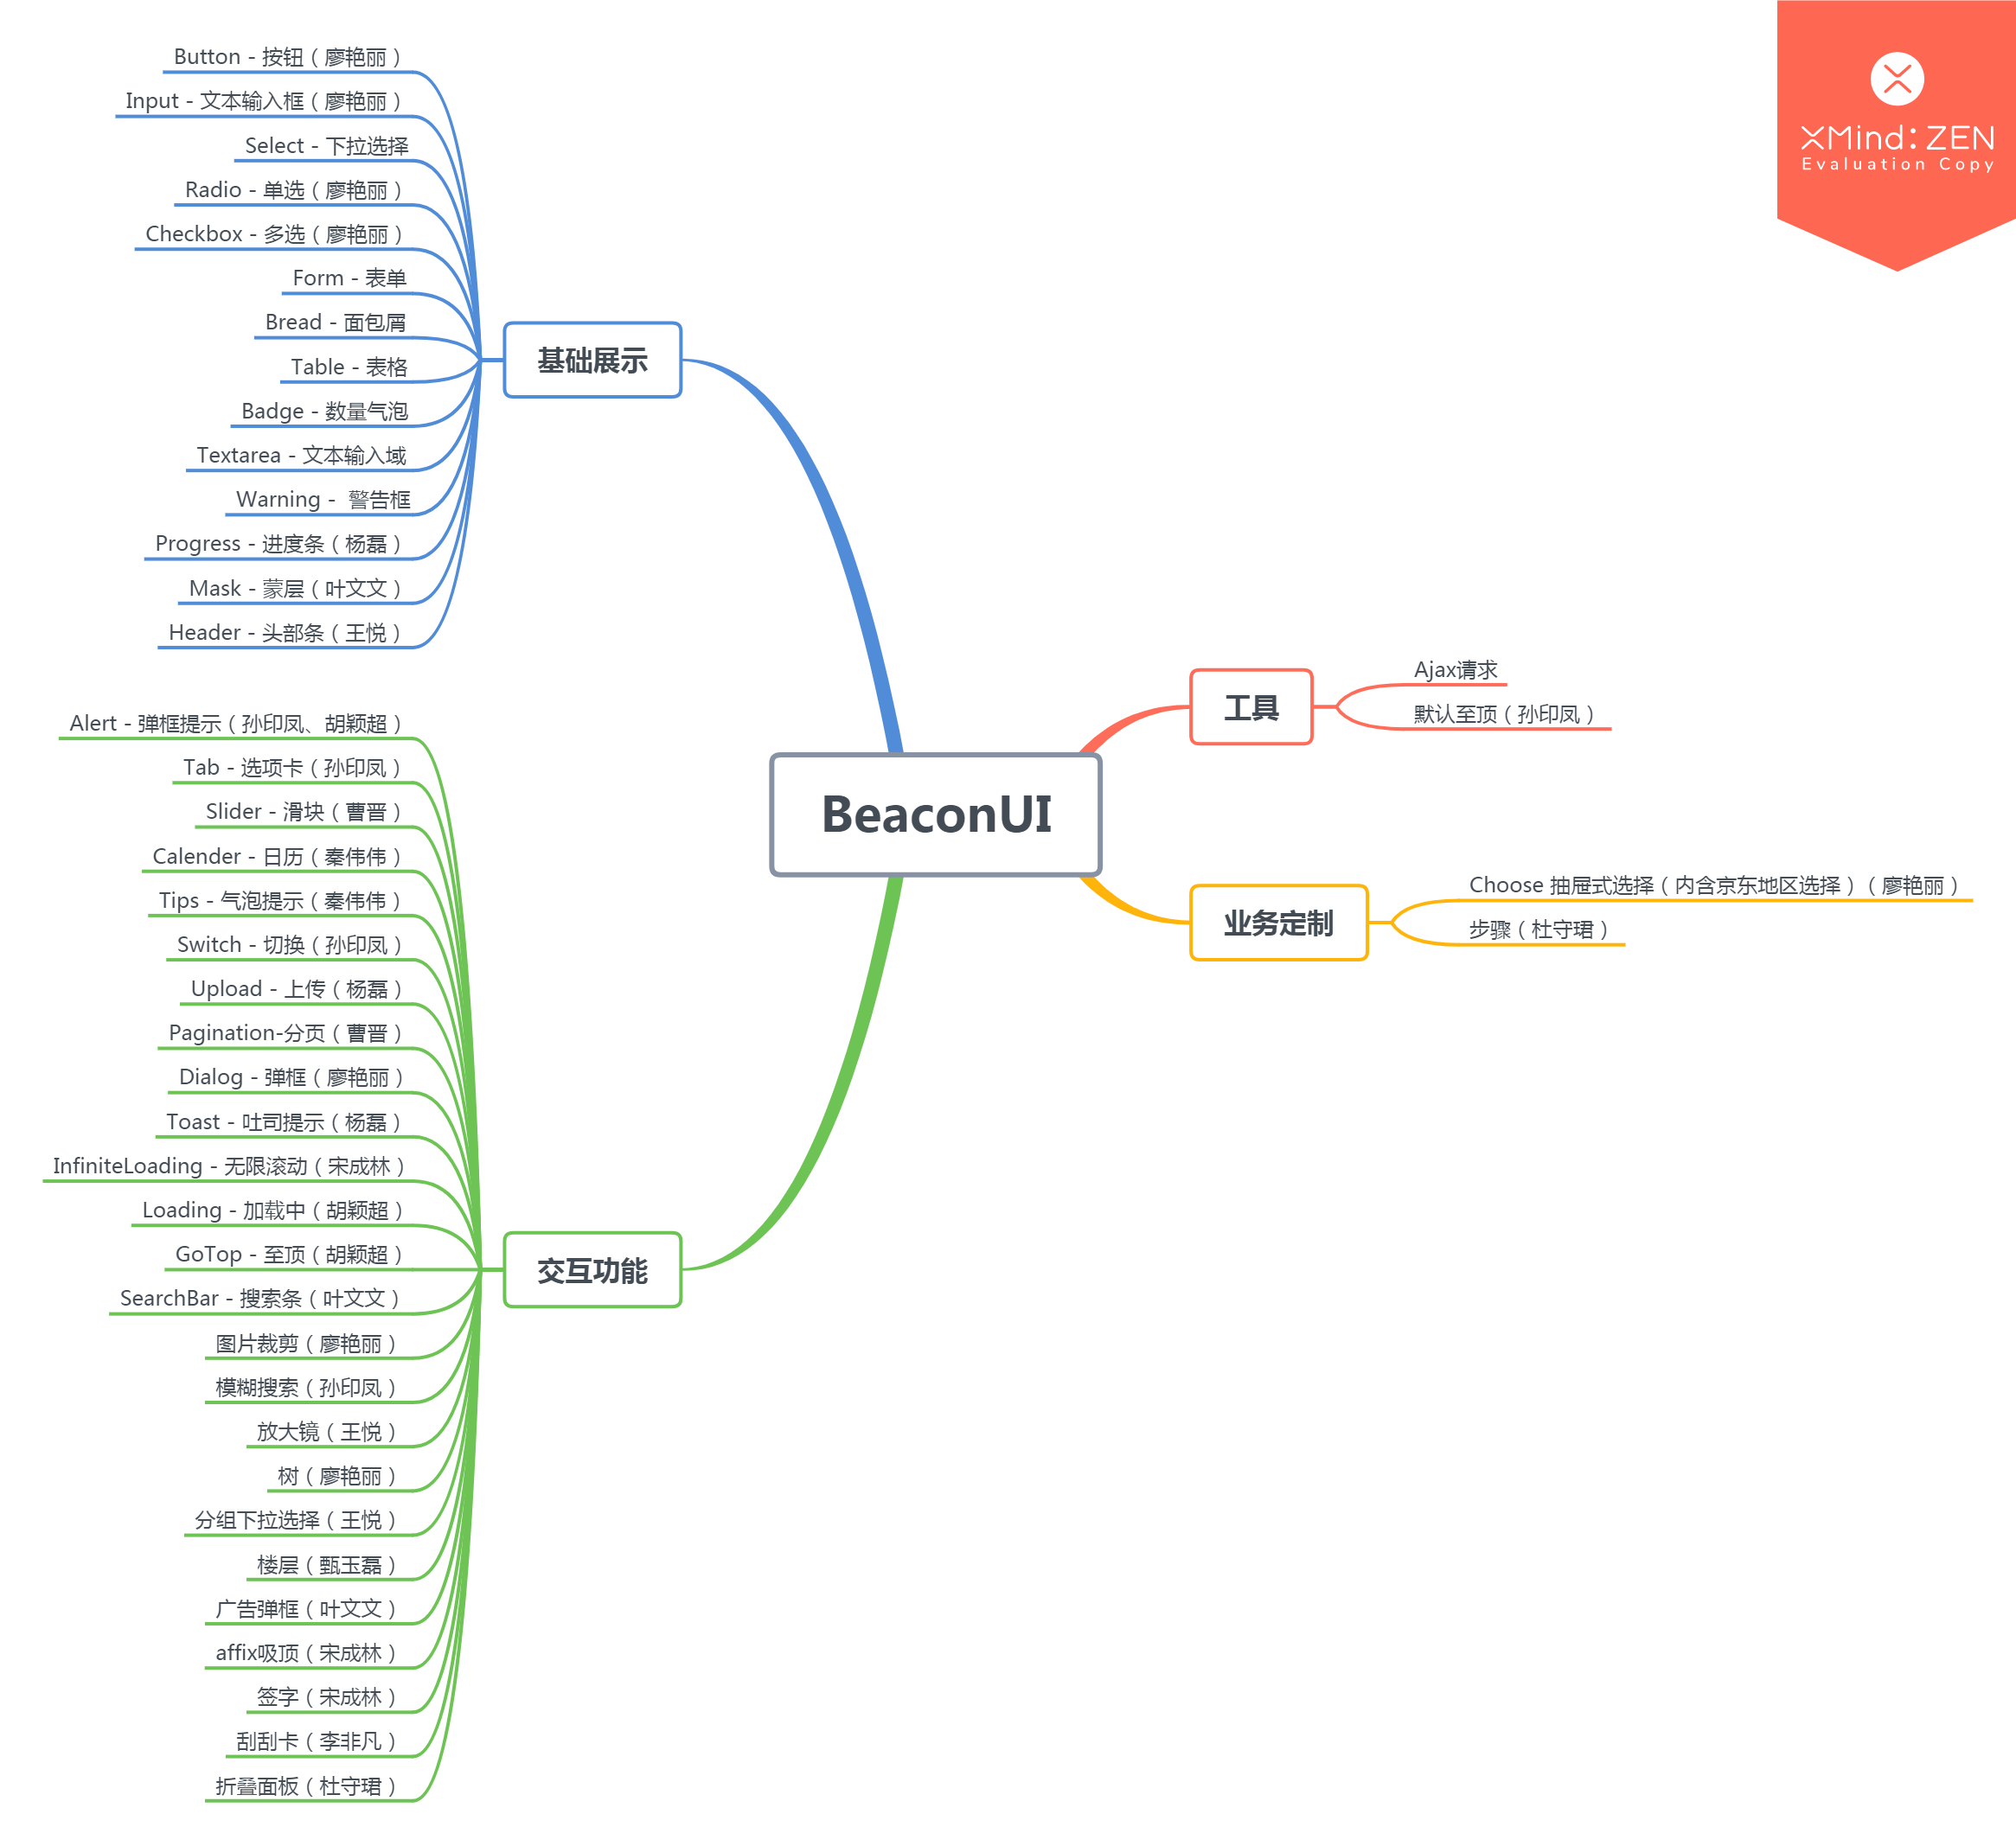 XMind: ZEN
Evaluation Copy
BeaconUI
基础展示
Button - 按钮（廖艳丽）
Input - 文本输入框（廖艳丽）
Select - 下拉选择
Radio - 单选（廖艳丽）
Checkbox - 多选（廖艳丽）
Form - 表单
Bread - 面包屑
Table - 表格
Badge - 数量气泡
Textarea - 文本输入域
Warning -  警告框
Progress - 进度条（杨磊）
Mask - 蒙层（叶文文）
Header - 头部条（王悦）
交互功能
Alert - 弹框提示（孙印凤、胡颖超）
Tab - 选项卡（孙印凤）
Slider - 滑块（曹晋）
Calender - 日历（秦伟伟）
Tips - 气泡提示（秦伟伟）
Switch - 切换（孙印凤）
Upload - 上传（杨磊）
Pagination-分页（曹晋）
Dialog - 弹框（廖艳丽）
Toast - 吐司提示（杨磊）
InfiniteLoading - 无限滚动（宋成林）
Loading - 加载中（胡颖超）
GoTop - 至顶（胡颖超）
SearchBar - 搜索条（叶文文）
图片裁剪（廖艳丽）
模糊搜索（孙印凤）
放大镜（王悦）
树（廖艳丽）
分组下拉选择（王悦）
楼层（甄玉磊）
广告弹框（叶文文）
affix吸顶（宋成林）
签字（宋成林）
刮刮卡（李非凡）
折叠面板（杜守珺）
工具
Ajax请求
默认至顶（孙印凤）
业务定制
Choose 抽屉式选择（内含京东地区选择）（廖艳丽）
步骤（杜守珺）